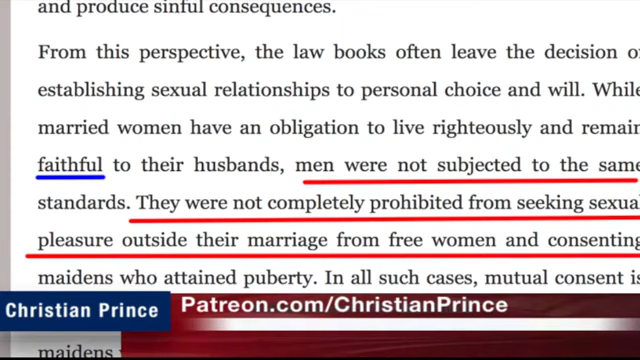 and produce sinful consequences.
From this perspective, the law books often leave the decision of
establishing sexual relationships to personal choice and will. While
married women have an obligation to live righteously and remain
faithful to their husbands, men were not subjected to the same
standards. They were not completely prohibited from seeking sexual
pleasure outside their marriage from free women and consenting
maidens who attained puberty. In all such cases, mutual consent is
Christian Prince
Patreon.com/ChristianPrince
maidens